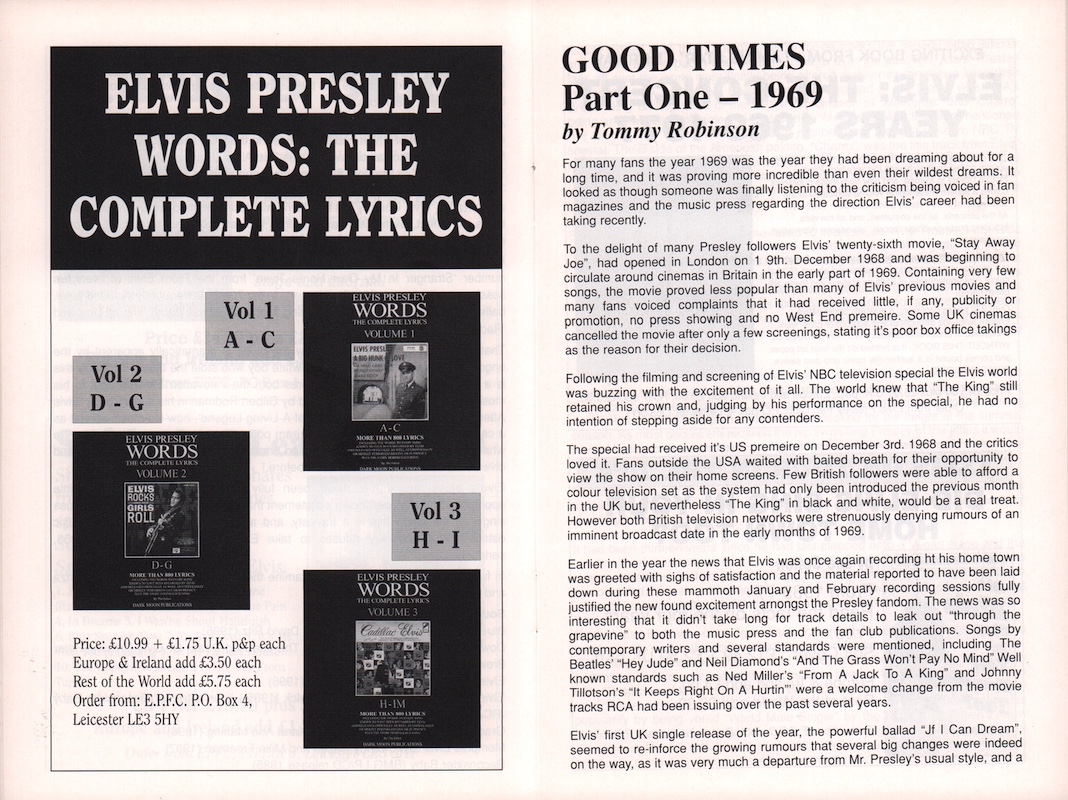 ELVIS PRESLEY
WORDS: THE
COMPLETE LYRICS
Vol 1
A - C
ELVIS PRESLEY
WORDS
THE COMPLETE LYRICS
VOLUME 1
A-C
MORE THAN 800 LYRICS
DARK MOON PUBLICATIONS
Vol 2
D - G
ELVIS PRESLEY
WORDS
THE COMPLETE LYRICS
VOLUME 2
ELVIS
ROCKS
GIRLS
ROLL
D-G
MORE THAN 800 LYRICS
DARK MOON PUBLICATIONS
Vol 3
H - I
ELVIS PRESLEY
WORDS
THE COMPLETE LYRICS
VOLUME 3
Cadillac Elvis
H-IM
MORE THAN 800 LYRICS
DARK MOON PUBLICATIONS
Price: £10.99 + £1.75 U.K. p&p each
Europe & Ireland add £3.50 each
Rest of the World add £5.75 each
Order from: E.P.F.C. P.O. Box 4,
Leicester LE3 5HY
GOOD TIMES
Part One – 1969
by Tommy Robinson
For many fans the year 1969 was the year they had been dreaming about for a
long time, and it was proving more incredible than even their wildest dreams. It
looked as though someone was finally listening to the criticism being voiced in fan
magazines and the music press regarding the direction Elvis' career had been
taking recently.
To the delight of many Presley followers Elvis' twenty-sixth movie, “Stay Away
Joe”, had opened in London on 1 9th. December 1968 and was beginning to
circulate around cinemas in Britain in the early part of 1969. Containing very few
songs, the movie proved less popular than many of Elvis' previous movies and
many fans voiced complaints that it had received little, if any, publicity or
promotion, no press showing and no West End premeire. Some UK cinemas
cancelled the movie after only a few screenings, stating it's poor box office takings
as the reason for their decision.
Following the filming and screening of Elvis' NBC television special the Elvis world
was buzzing with the excitement of it all. The world knew that “The King” still
retained his crown and, judging by his performance on the special, he had no
intention of stepping aside for any contenders.
The special had received it's US premeire on December 3rd. 1968 and the critics
loved it. Fans outside the USA waited with baited breath for their opportunity to
view the show on their home screens. Few British followers were able to afford a
colour television set as the system had only been introduced the previous month
in the UK but, nevertheless “The King” in black and white, would be a real treat.
However both British television networks were strenuously denying rumours of an
imminent broadcast date in the early months of 1969.
Earlier in the year the news that Elvis was once again recording ht his home town
was greeted with sighs of satisfaction and the material reported to have been laid
down during these mammoth January and February recording sessions fully
justified the new found excitement amongst the Presley fandom. The news was so
interesting that it didn't take long for track details to leak out “through the
grapevine” to both the music press and the fan club publications. Songs by
contemporary writers and several standards were mentioned, including The
Beatles' “Hey Jude” and Neil Diamond's “And The Grass Won't Pay No Mind” Well
known standards such as Ned Miller's “From A Jack To A King” and Johnny
Tillotson's “It Keeps Right On A Hurtin'” were a welcome change from the movie
tracks RCA had been issuing over the past several years.
Elvis' first UK single release of the year, the powerful ballad “Jf I Can Dream”,
seemed to re-inforce the growing rumours that several big changes were indeed
on the way, as it was very much a departure from Mr. Presley's usual style, and a